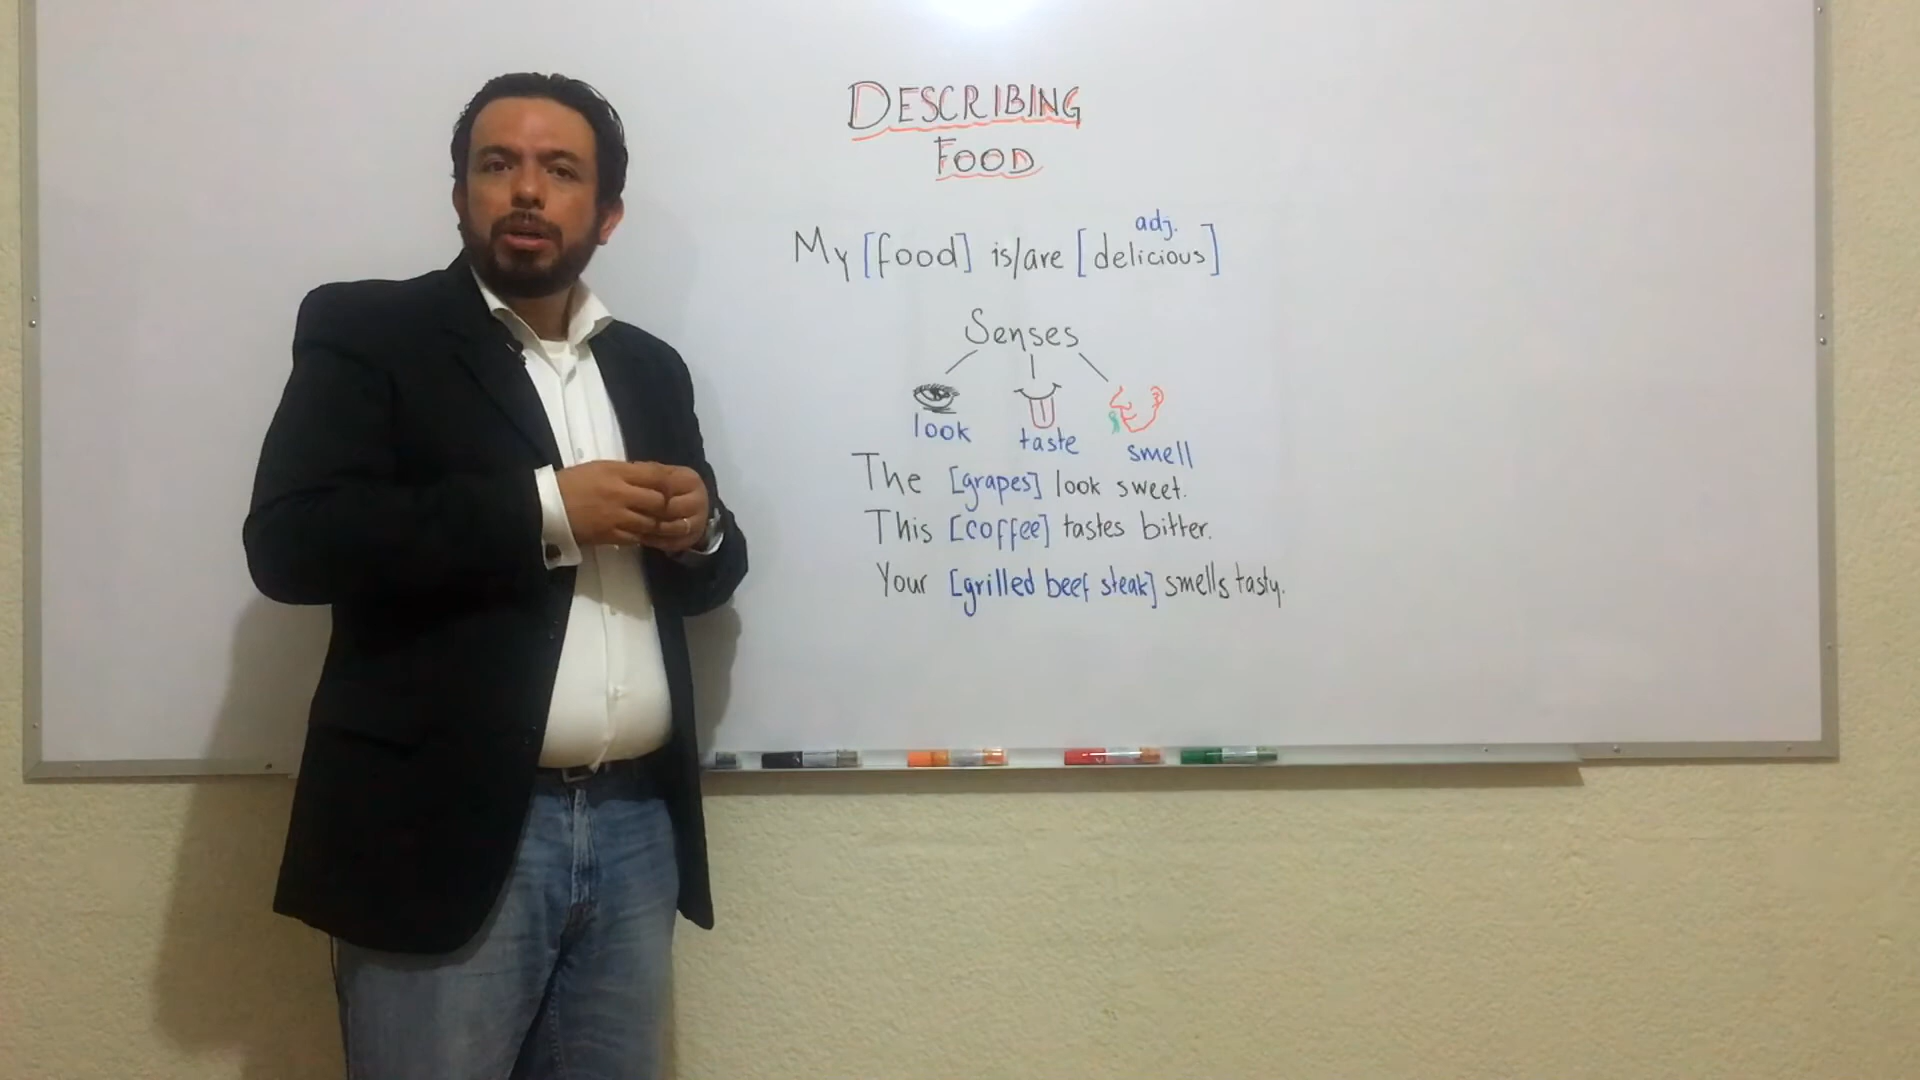 DESCRIBING
FOOD
adj.
My [food] is/are [delicious]
Senses
look taste smell
The [grapes] look sweet.
This [coffee] tastes bitter.
Your [grilled beef steak] smells tasty.